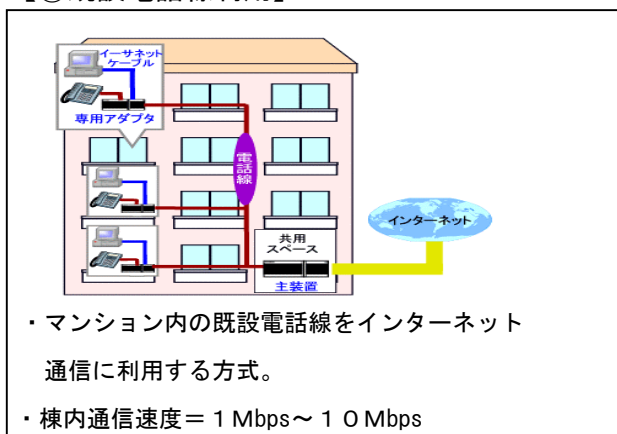 イーサネット
ケーブル
専用アダプタ
電話線
インターネット
共用
スペース
主装置
・マンション内の既設電話線をインターネット
通信に利用する方式。
・棟内通信速度＝１Mbps～１０Mbps